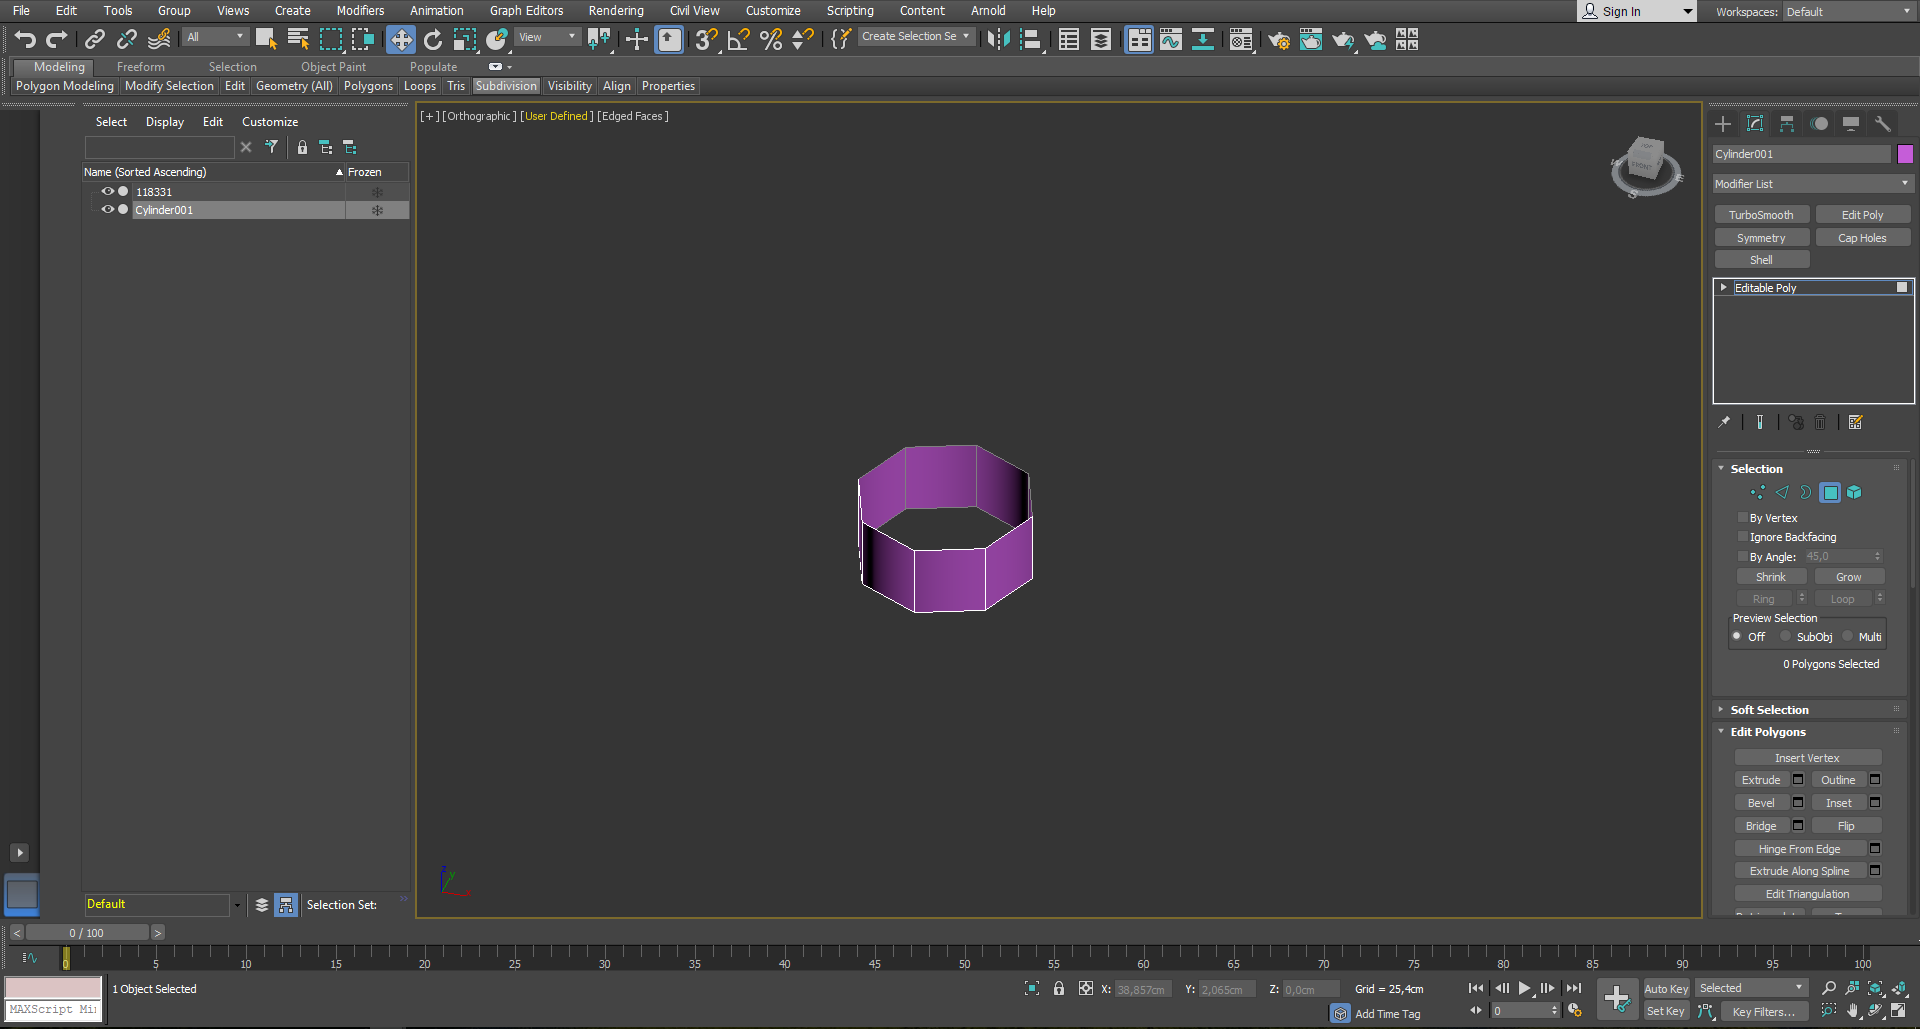 File Edit Tools Group Views Create Modifiers Animation Graph Editors Rendering Civil View Customize Scripting Content Arnold Help Sign In Workspaces: Default
All View Create Selection Se
Modeling Freeform Selection Object Paint Populate
Polygon Modeling Modify Selection Edit Geometry (All) Polygons Loops Tris Subdivision Visibility Align Properties
Select Display Edit Customize
Name (Sorted Ascending) Frozen
118331
Cylinder001
[+] [Orthographic] [User Defined] [Edged Faces]
Cylinder001
Modifier List
TurboSmooth Edit Poly
Symmetry Cap Holes
Shell
Editable Poly
Selection
By Vertex
Ignore Backfacing
By Angle: 45,0
Shrink Grow
Ring Loop
Preview Selection
Off SubObj Multi
0 Polygons Selected
Soft Selection
Edit Polygons
Insert Vertex
Extrude Outline
Bevel Inset
Bridge Flip
Hinge From Edge
Extrude Along Spline
Edit Triangulation
Default Selection Set:
< 0 / 100 >
0 5 10 15 20 25 30 35 40 45 50 55 60 65 70 75 80 85 90 95 100
1 Object Selected X: 38,857cm Y: 2,065cm Z: 0,0cm Grid = 25,4cm Auto Key Selected
MAXScript Mi Add Time Tag 0 Set Key Key Filters...